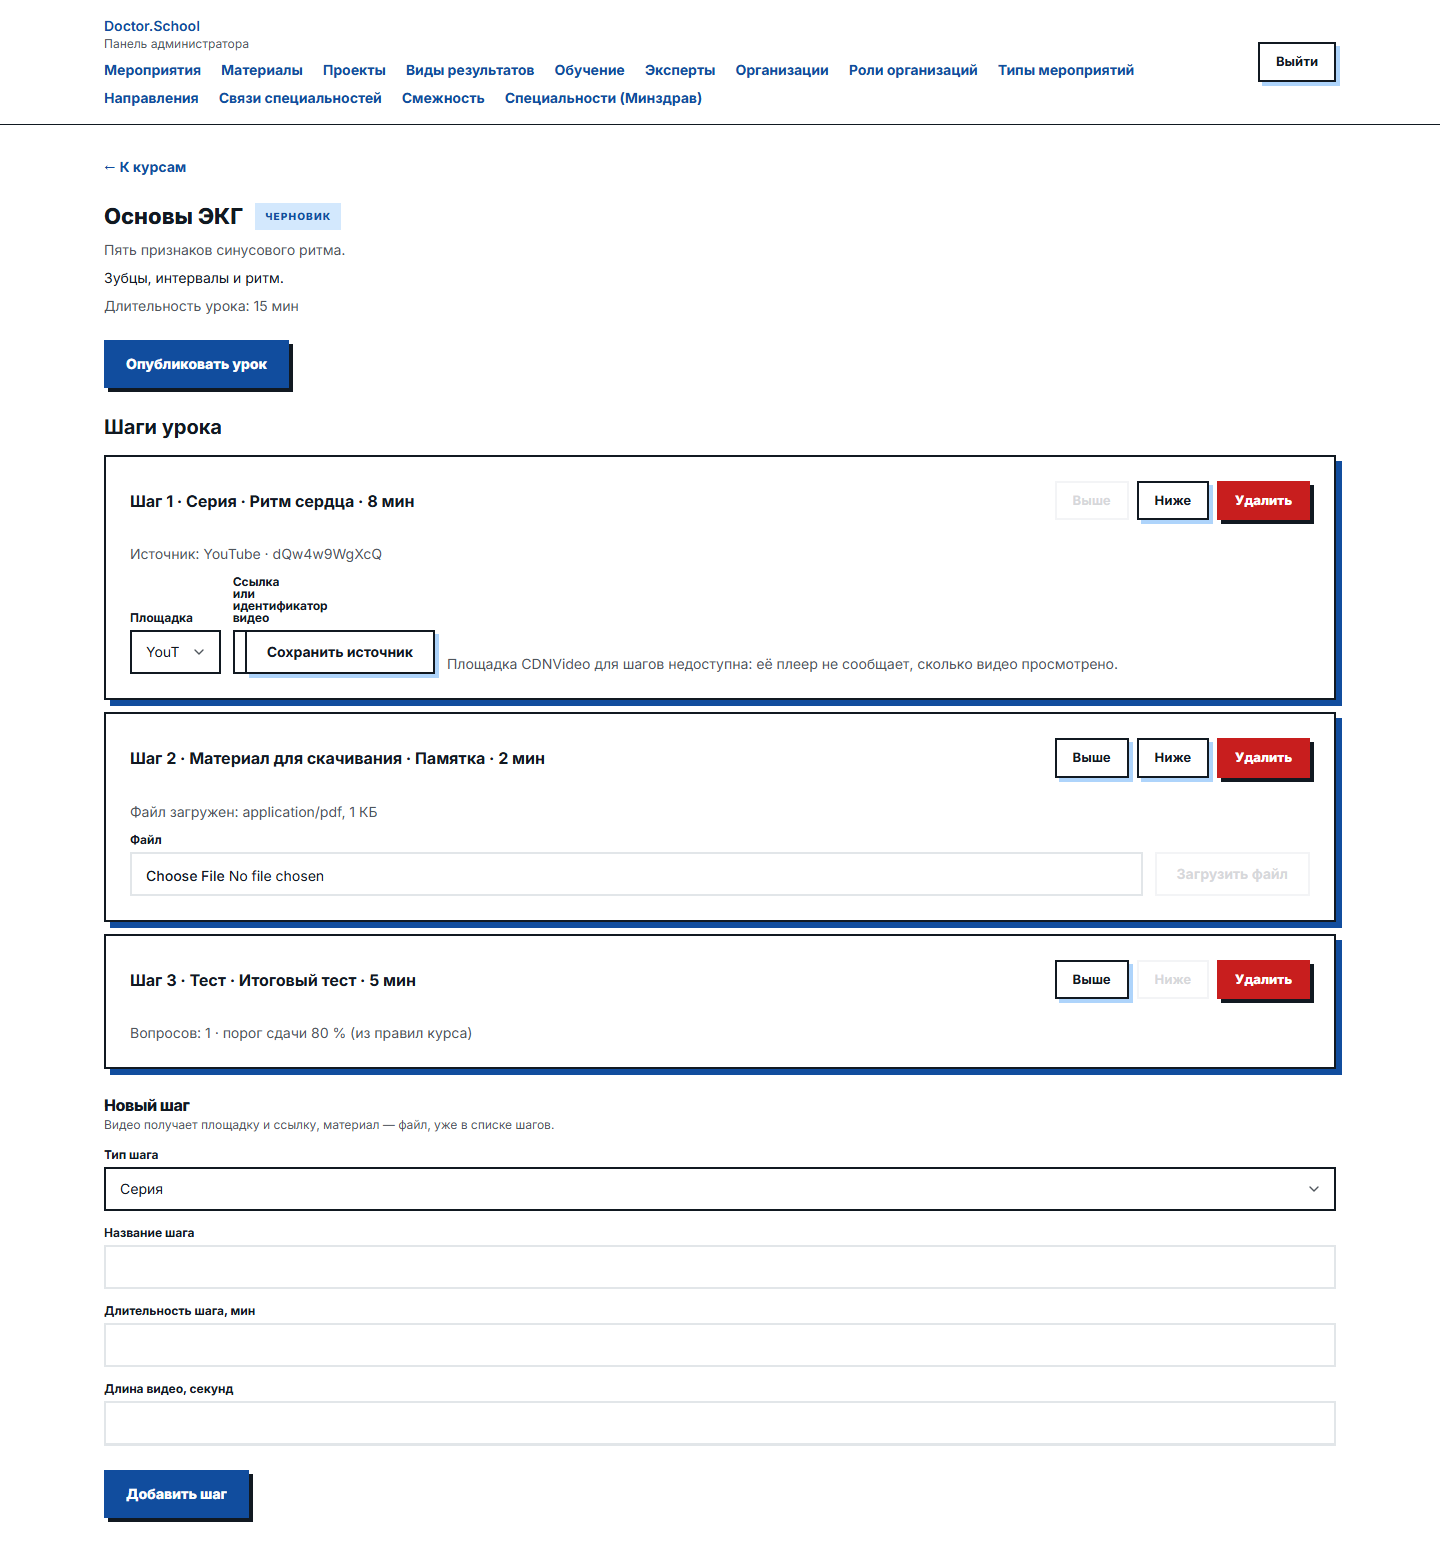 Doctor.School
Панель администратора
Мероприятия Материалы Проекты Виды результатов Обучение Эксперты Организации Роли организаций Типы мероприятий
Направления Связи специальностей Смежность Специальности (Минздрав)
Выйти
← К курсам
Основы ЭКГ ЧЕРНОВИК
Пять признаков синусового ритма.
Зубцы, интервалы и ритм.
Длительность урока: 15 мин
Опубликовать урок
Шаги урока
Шаг 1 · Серия · Ритм сердца · 8 мин Выше Ниже Удалить
Источник: YouTube · dQw4w9WgXcQ
Площадка
Ссылка
или
идентификатор
видео
YouT Сохранить источник Площадка CDNVideo для шагов недоступна: её плеер не сообщает, сколько видео просмотрено.
Шаг 2 · Материал для скачивания · Памятка · 2 мин Выше Ниже Удалить
Файл загружен: application/pdf, 1 КБ
Файл
Choose File No file chosen Загрузить файл
Шаг 3 · Тест · Итоговый тест · 5 мин Выше Ниже Удалить
Вопросов: 1 · порог сдачи 80 % (из правил курса)
Новый шаг
Видео получает площадку и ссылку, материал — файл, уже в списке шагов.
Тип шага
Серия
Название шага
Длительность шага, мин
Длина видео, секунд
Добавить шаг